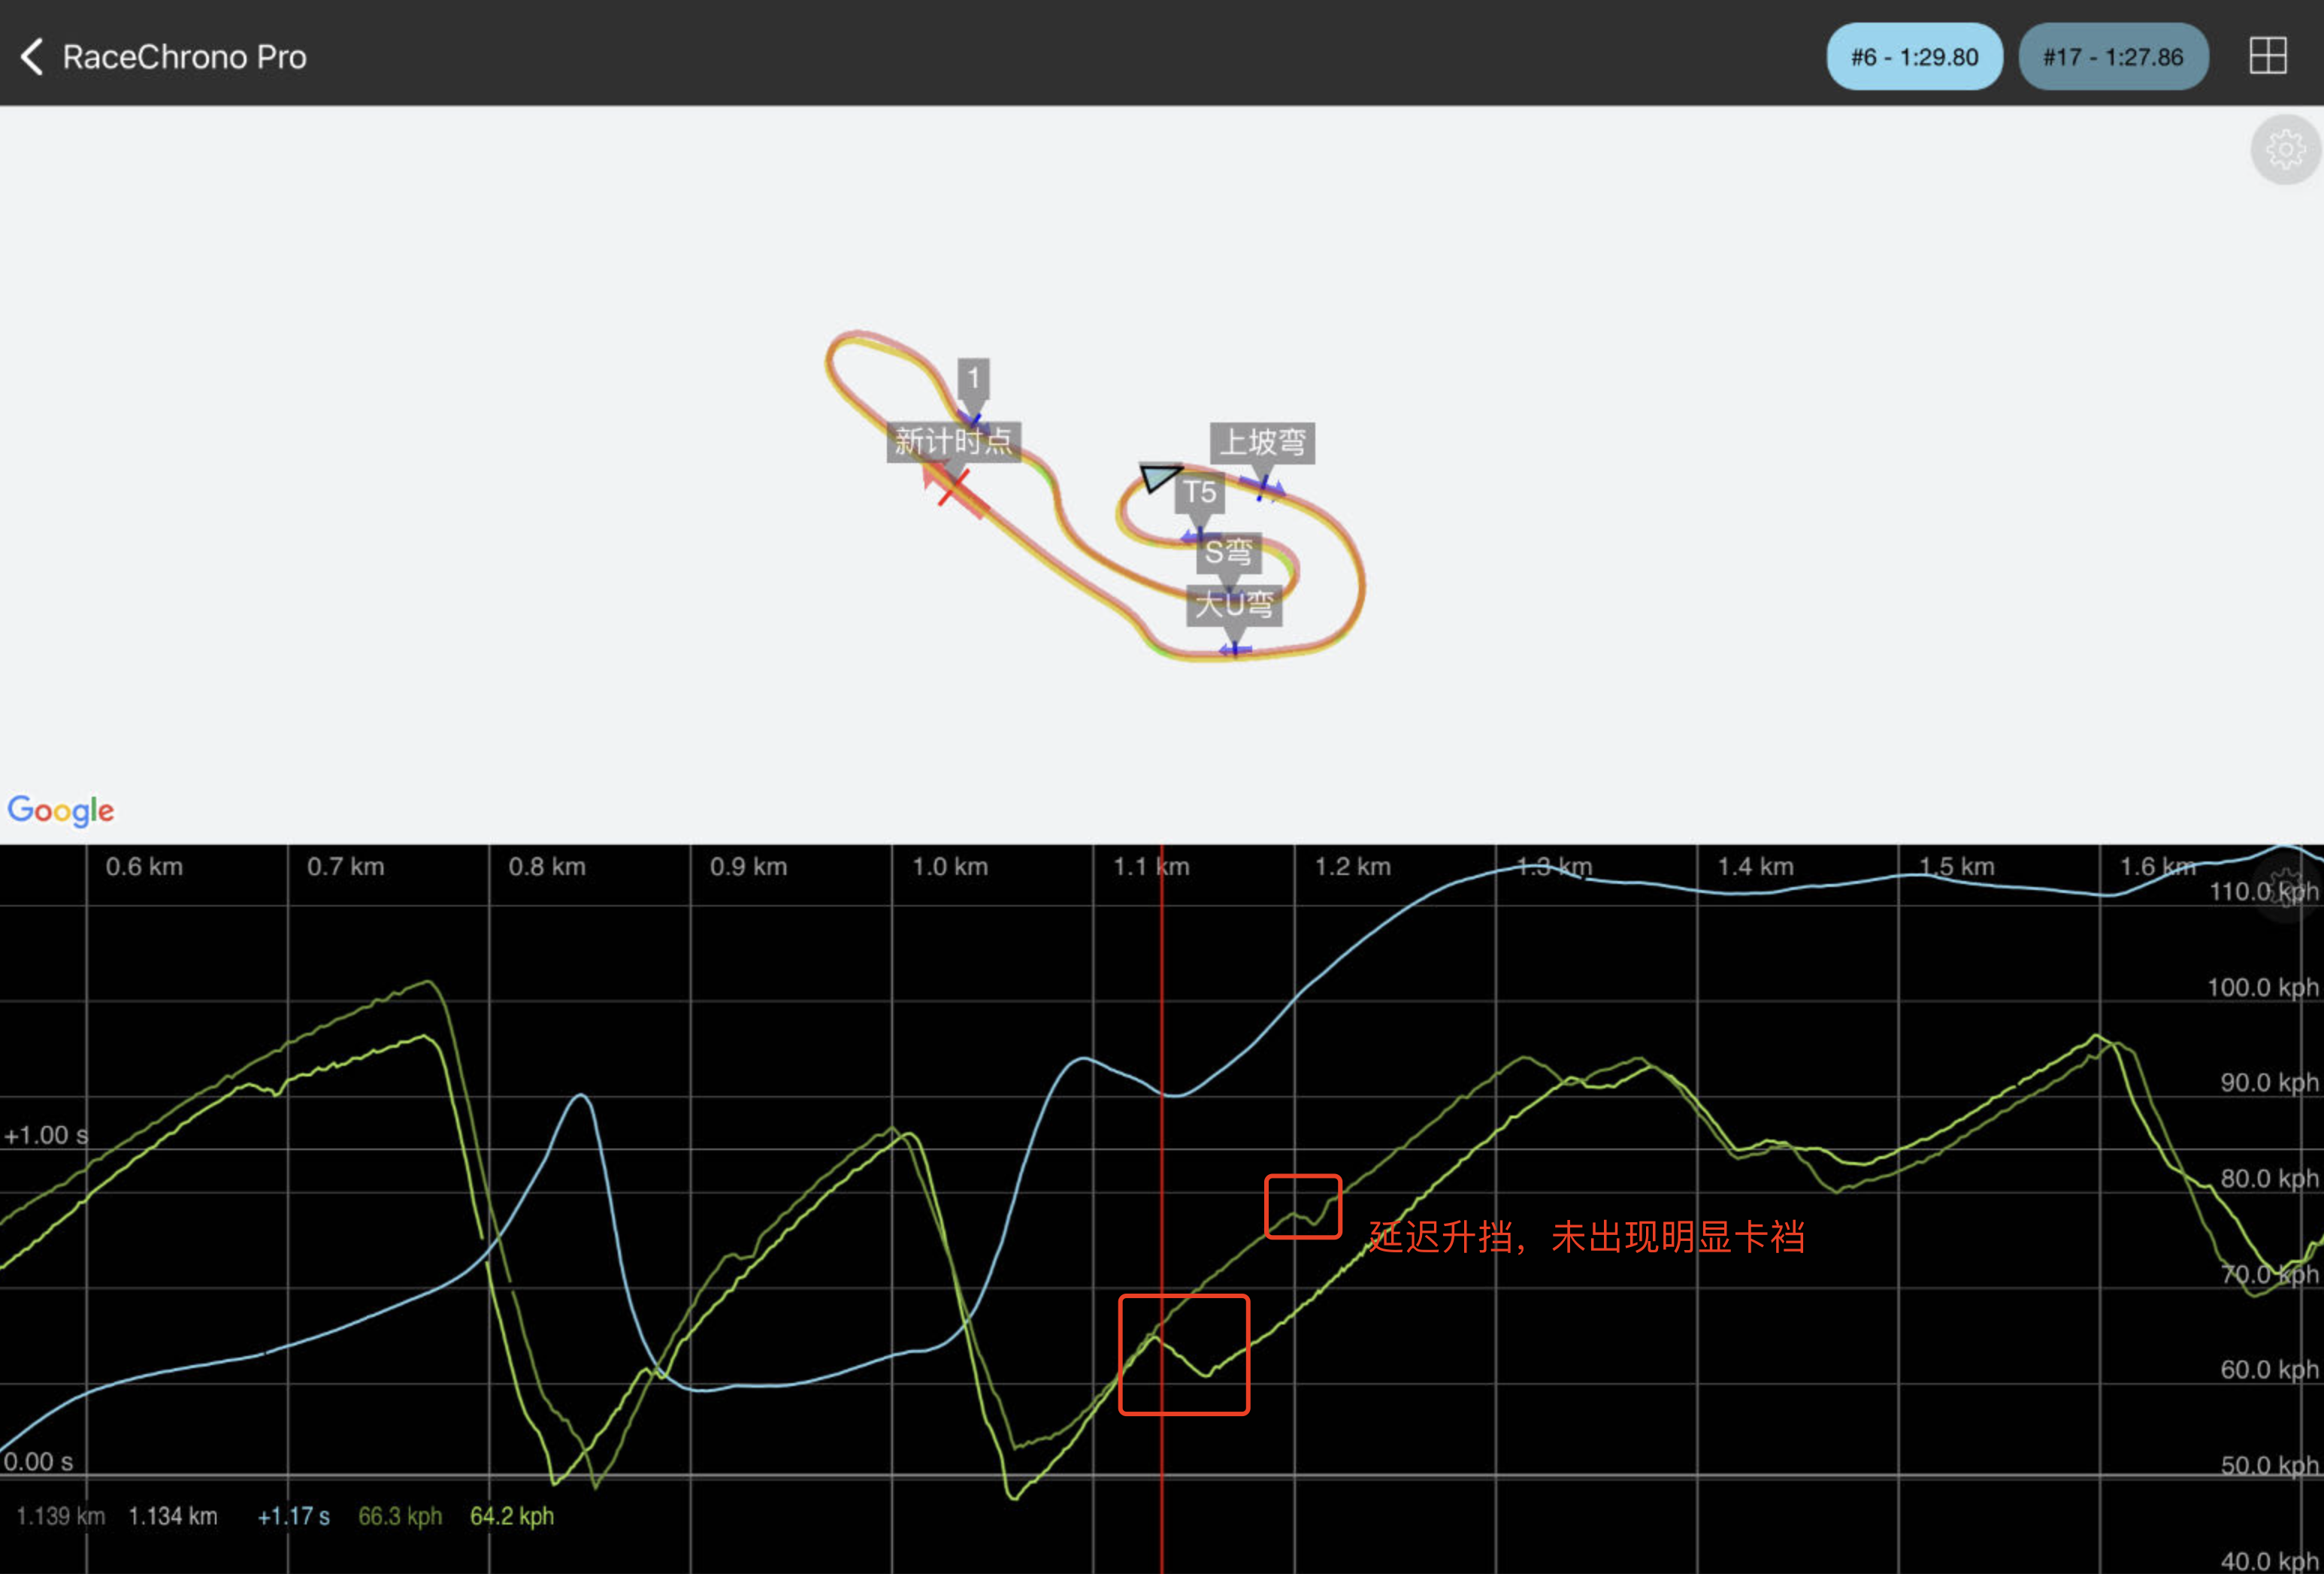 RaceChrono Pro
#6 - 1:29.80
#17 - 1:27.86
1
新计时点
上坡弯
T5
S弯
大U弯
Google
0.6 km
0.7 km
0.8 km
0.9 km
1.0 km
1.1 km
1.2 km
1.3 km
1.4 km
1.5 km
1.6 km
110.0 kph
100.0 kph
90.0 kph
+1.00 s
80.0 kph
延迟升挡，未出现明显卡裆
70.0 kph
60.0 kph
0.00 s
50.0 kph
1.139 km 1.134 km +1.17 s 66.3 kph 64.2 kph
40.0 kph